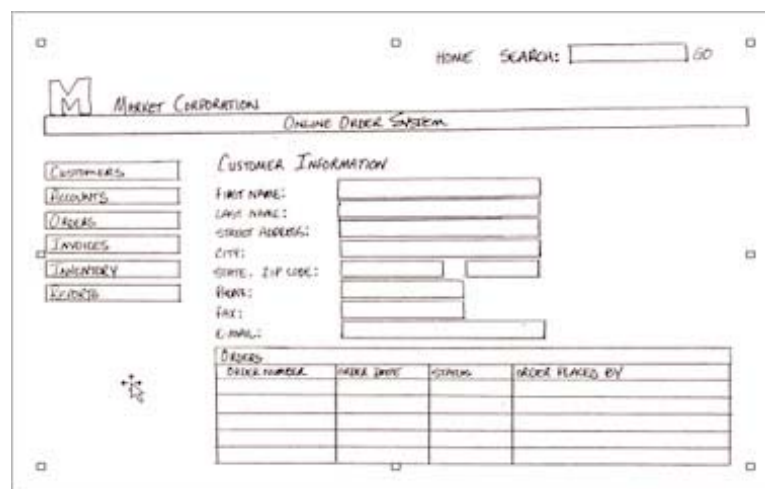 HOME SEARCH: GO
M MARKET CORPORATION
ONLINE ORDER SYSTEM
CUSTOMERS
ACCOUNTS
ORDERS
INVOICES
INVENTORY
REPORTS
CUSTOMER INFORMATION
FIRST NAME:
LAST NAME:
STREET ADDRESS:
CITY:
STATE, ZIP CODE:
PHONE:
FAX:
E MAIL:
ORDERS
ORDER NUMBER ORDER DATE STATUS ORDER PLACED BY